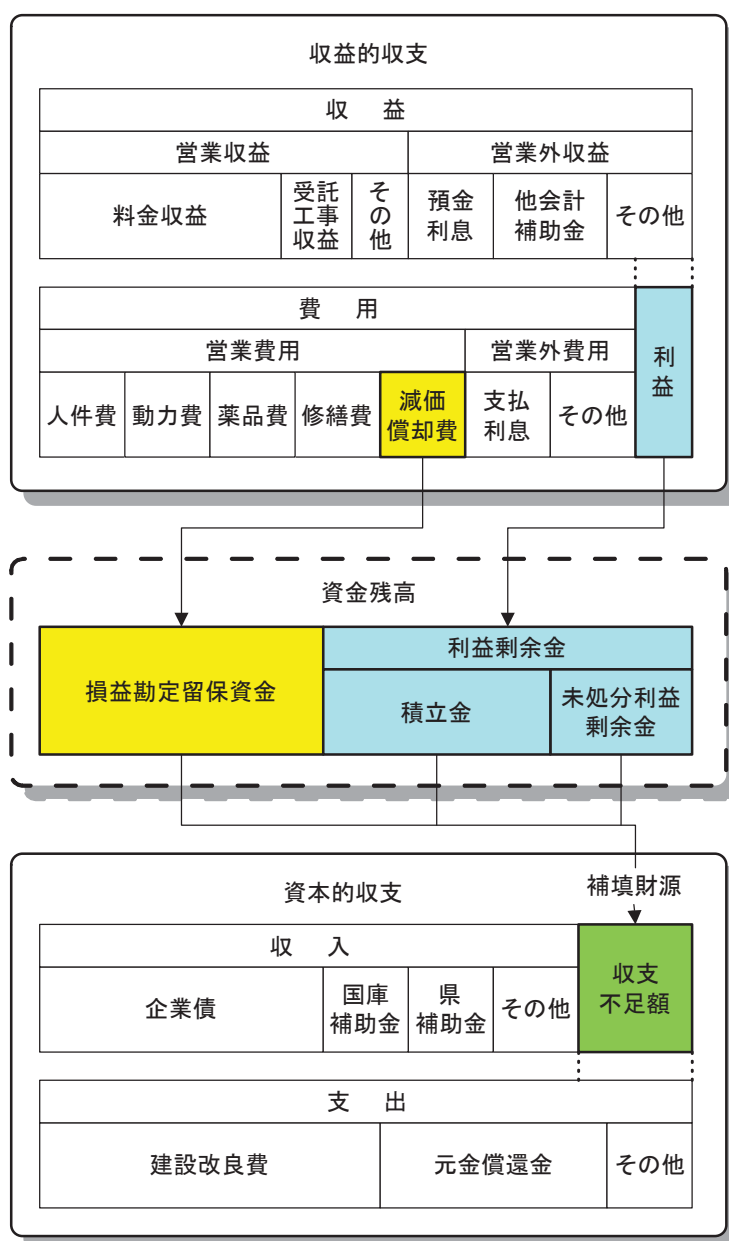 収益的収支
収 益
営業収益
営業外収益
料金収益
受託
工事
収益
その他
預金
利息
他会計
補助金
その他
費 用
利益
営業費用
営業外費用
人件費
動力費
薬品費
修繕費
減価
償却費
支払
利息
その他
資金残高
損益勘定留保資金
利益剰余金
積立金
未処分利益
剰余金
資本的収支
補填財源
収 入
収支
不足額
企業債
国庫
補助金
県
補助金
その他
支 出
建設改良費
元金償還金
その他